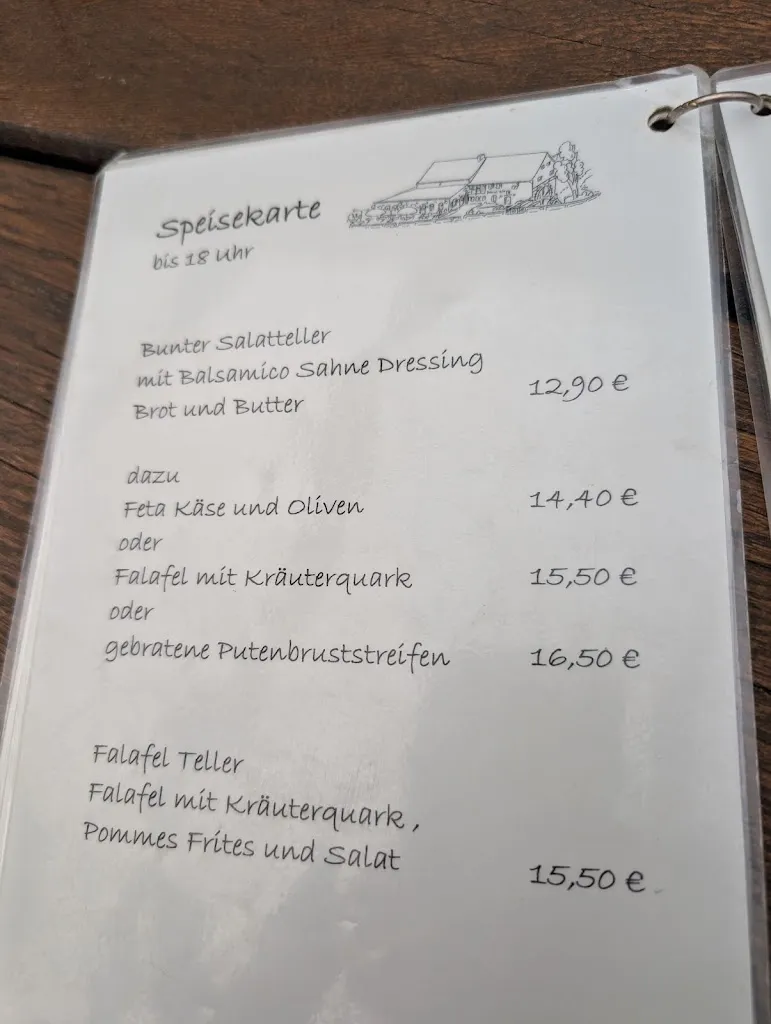 Speisekarte
bis 18 Uhr
Bunter Salatteller
mit Balsamico Sahne Dressing
Brot und Butter
12,90 €
dazu
Feta Käse und Oliven
14,40 €
oder
Falafel mit Kräuterquark
15,50 €
oder
gebratene Putenbruststreifen
16,50 €
Falafel Teller
Falafel mit Kräuterquark ,
Pommes Frites und Salat
15,50 €